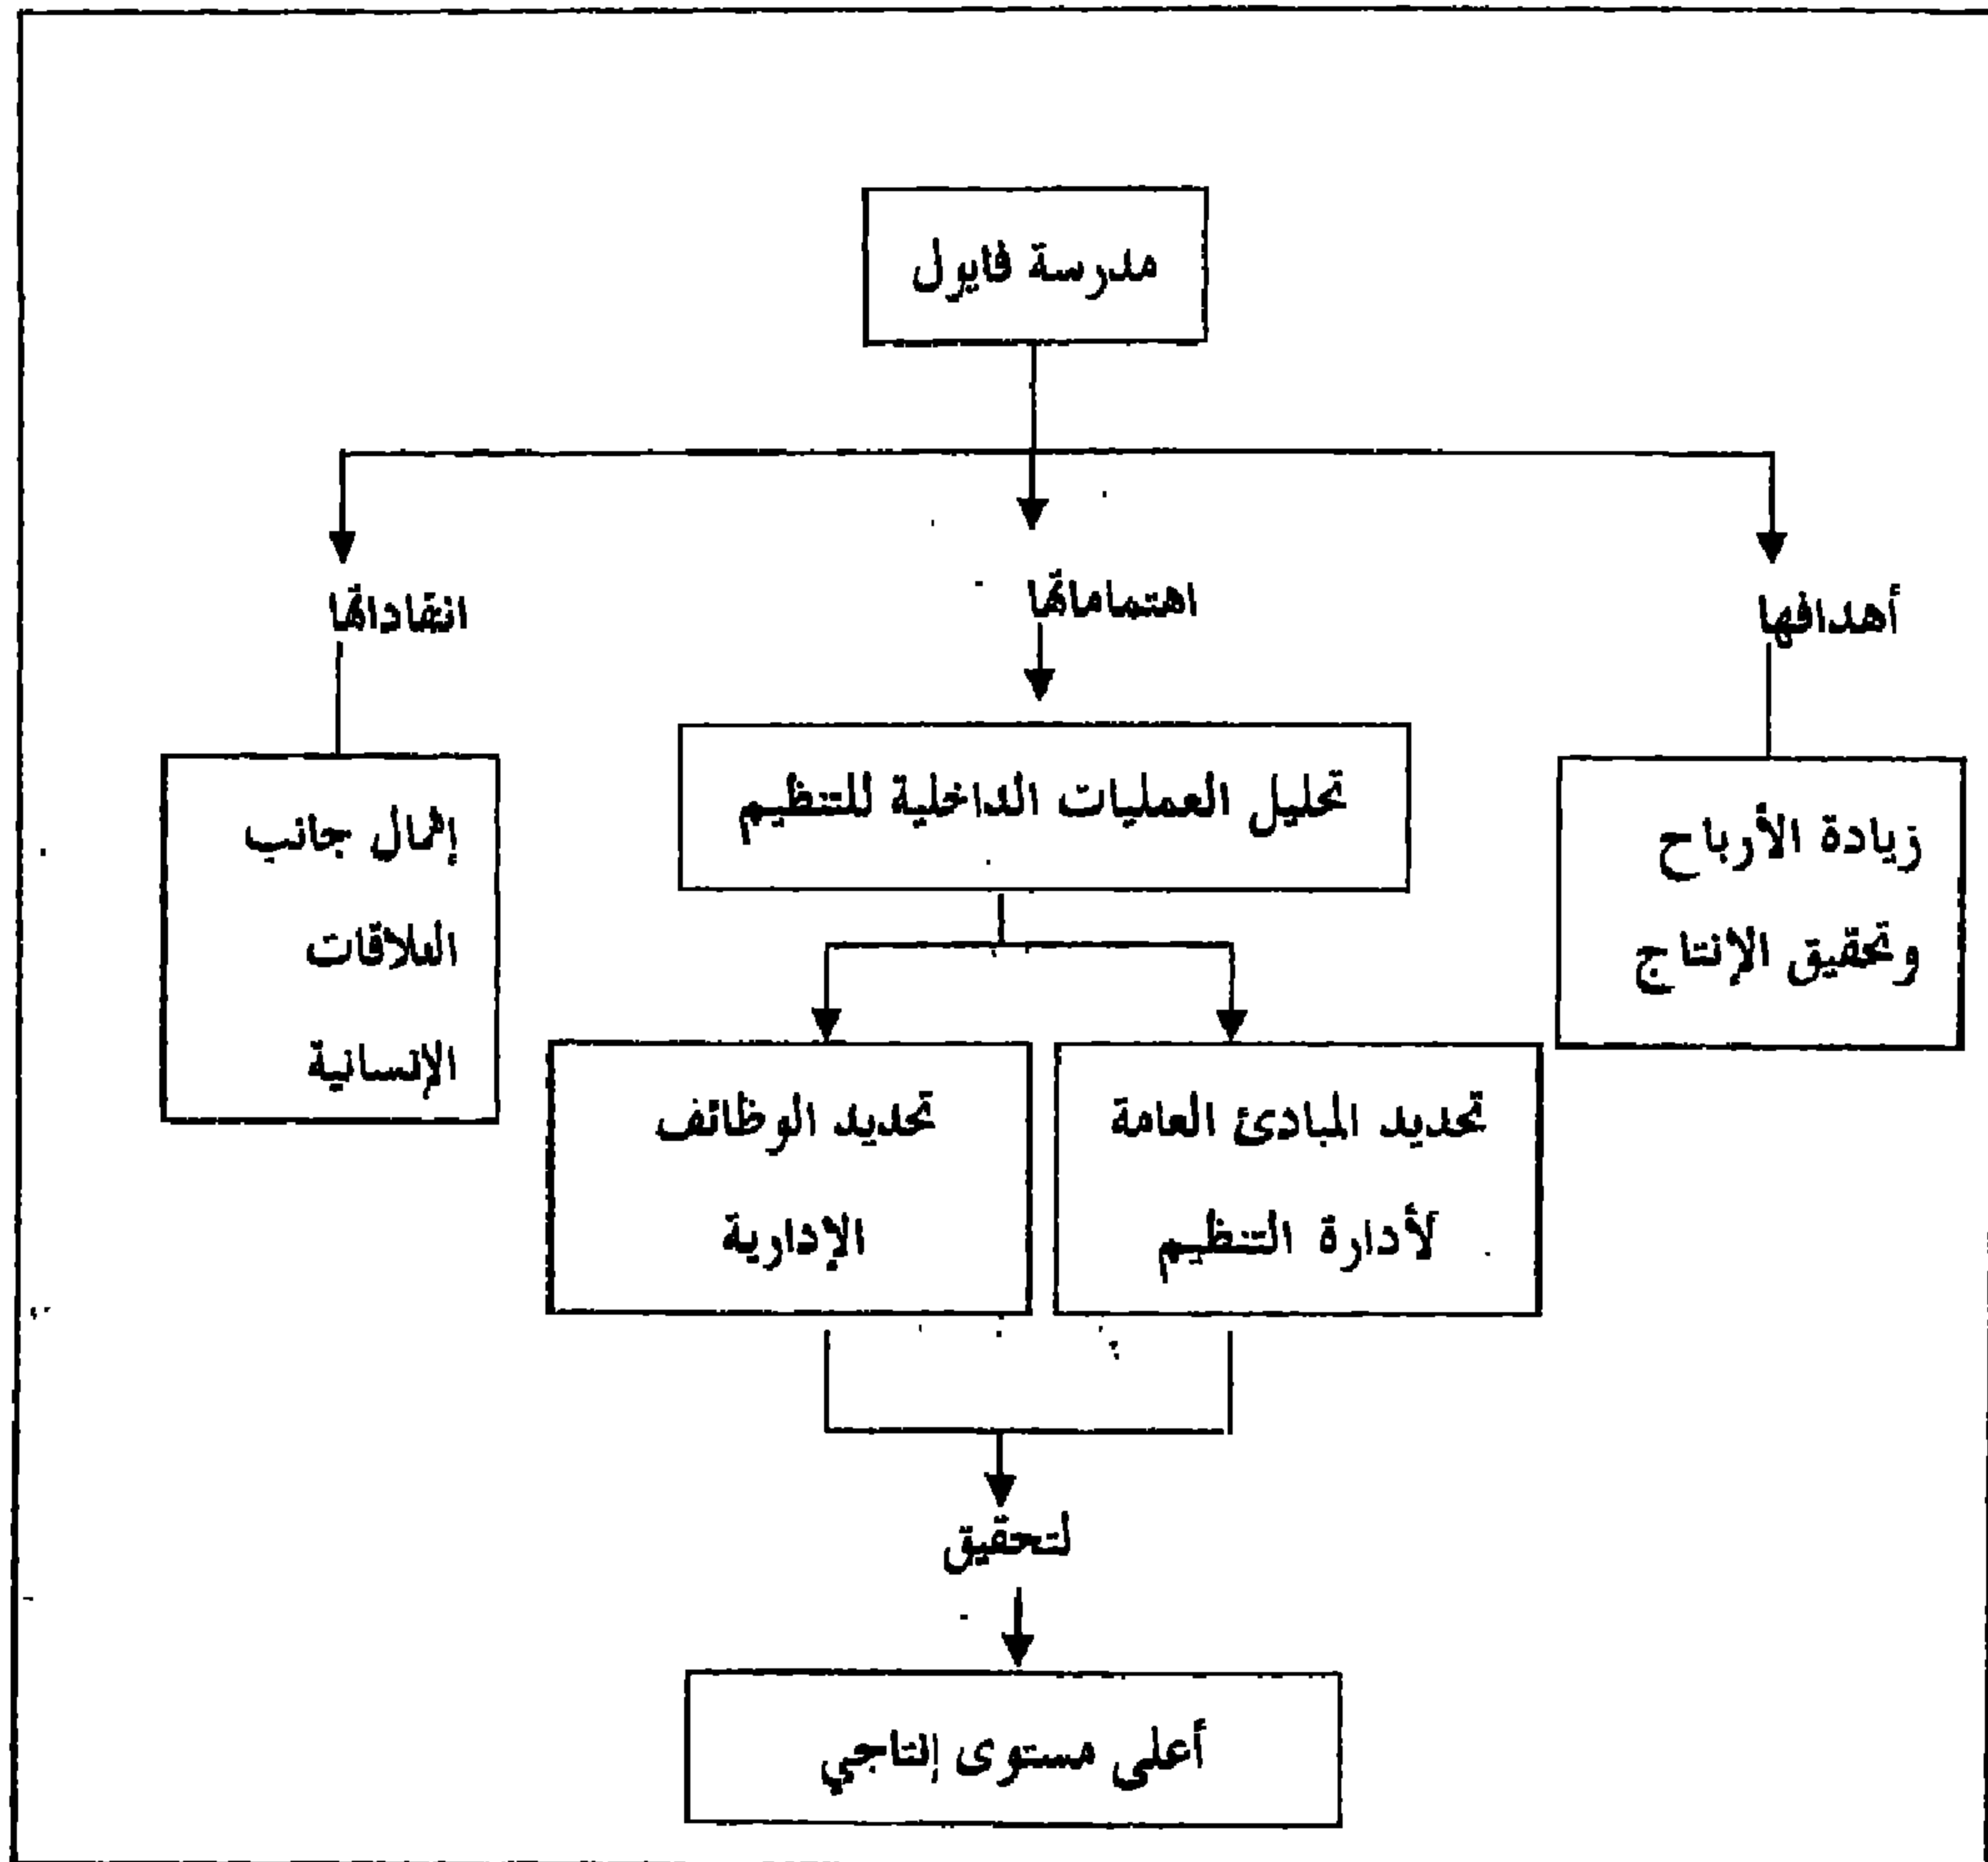 مدرسة فايول
أهدافها
اهتماماتها
انتقاداتها
زيادة الأرباح
وتحقيق الإنتاج
تحليل العمليات الداخلية للتنظيم
إهمال جانب
العلاقات
الإنسانية
تحديد المبادئ العامة
لأدارة التنظيم
تحديد الوظائف
الإدارية
لتحقيق
أعلى مستوى إنتاجي